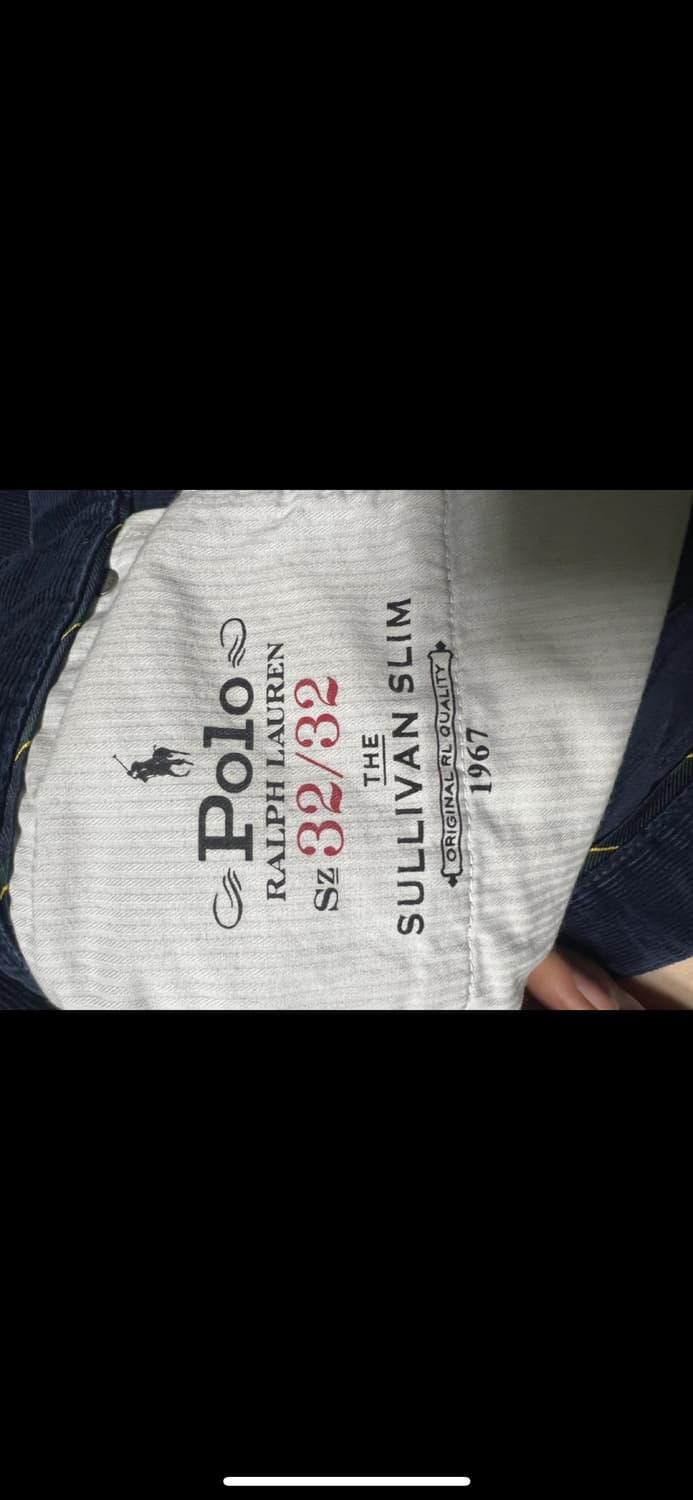 Polo
RALPH LAUREN
Sz 32/32
THE
SULLIVAN SLIM
ORIGINAL RL QUALITY
1967